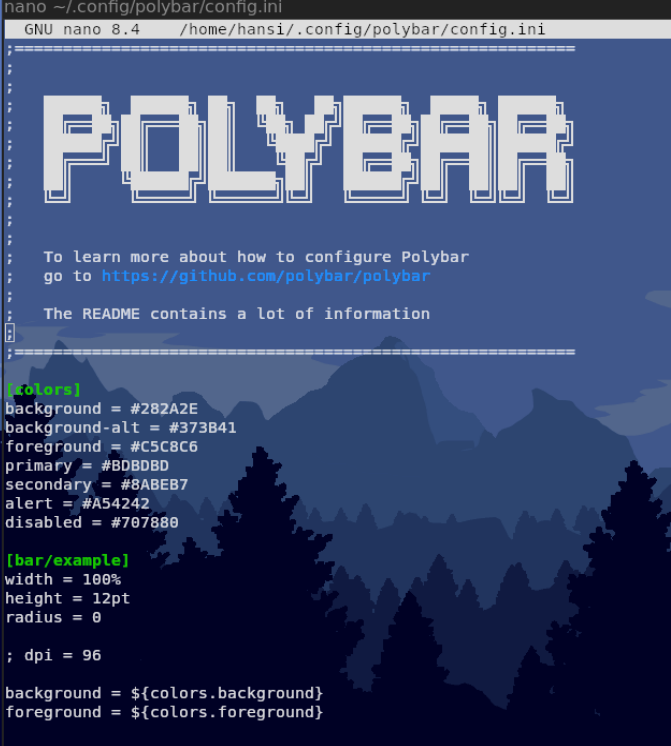 nano ~/.config/polybar/config.ini
GNU nano 8.4    /home/hansi/.config/polybar/config.ini
;==========================================================
;
;
;   POLYBAR
;
;
;
;
;
;
;
;   To learn more about how to configure Polybar
;   go to https://github.com/polybar/polybar
;
;   The README contains a lot of information
;
;==========================================================
[colors]
background = #282A2E
background-alt = #373B41
foreground = #C5C8C6
primary = #BDBDBD
secondary = #8ABEB7
alert = #A54242
disabled = #707880
[bar/example]
width = 100%
height = 12pt
radius = 0
; dpi = 96
background = ${colors.background}
foreground = ${colors.foreground}